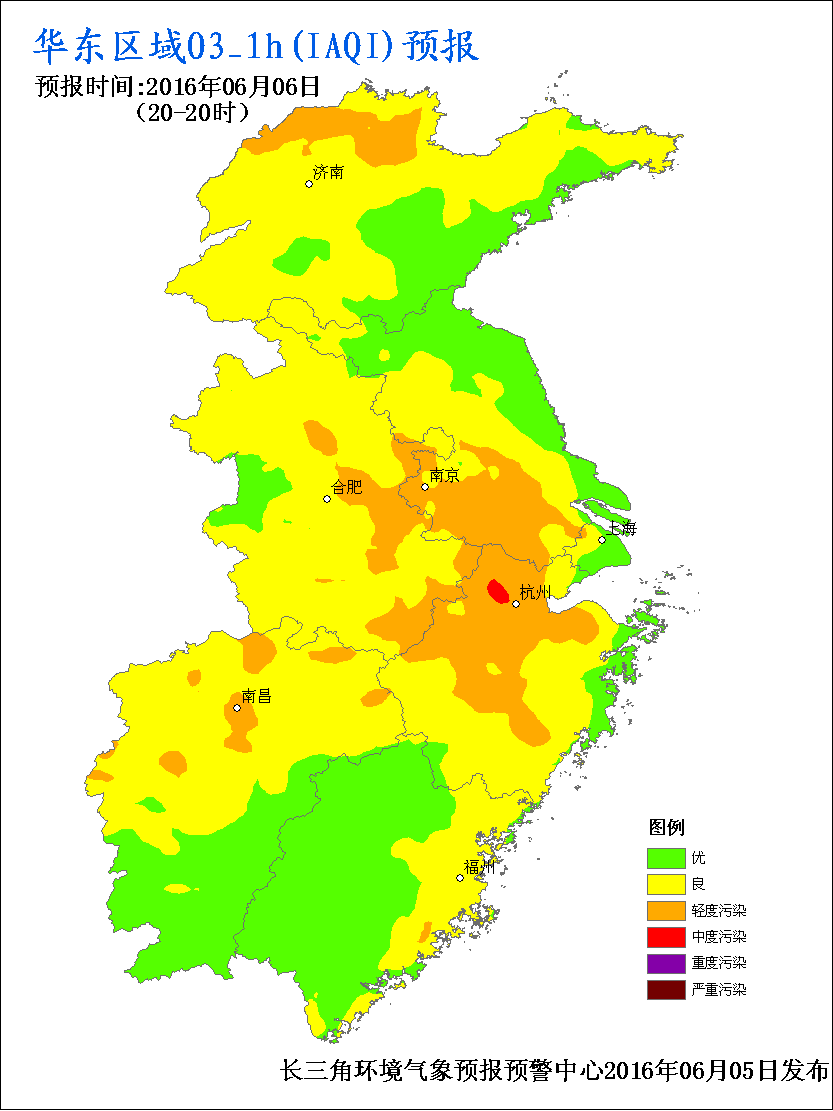 华东区域O3_1h(IAQI)预报
预报时间:2016年06月06日
(20-20时)
济南
南京
合肥
上海
杭州
南昌
福州
图例
优
良
轻度污染
中度污染
重度污染
严重污染
长三角环境气象预报预警中心2016年06月05日发布